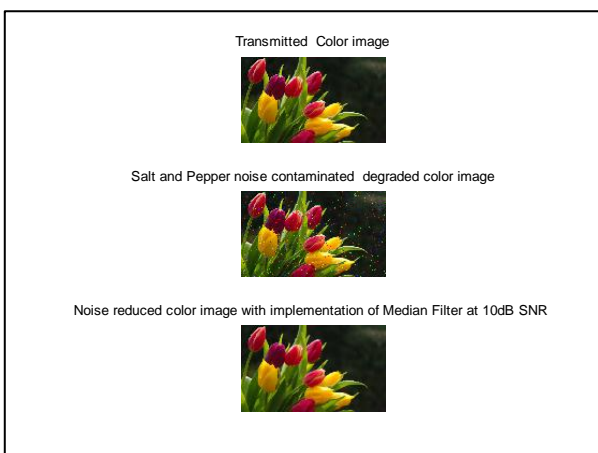 Transmitted  Color image
Salt and Pepper noise contaminated  degraded color image
Noise reduced color image with implementation of Median Filter at 10dB SNR